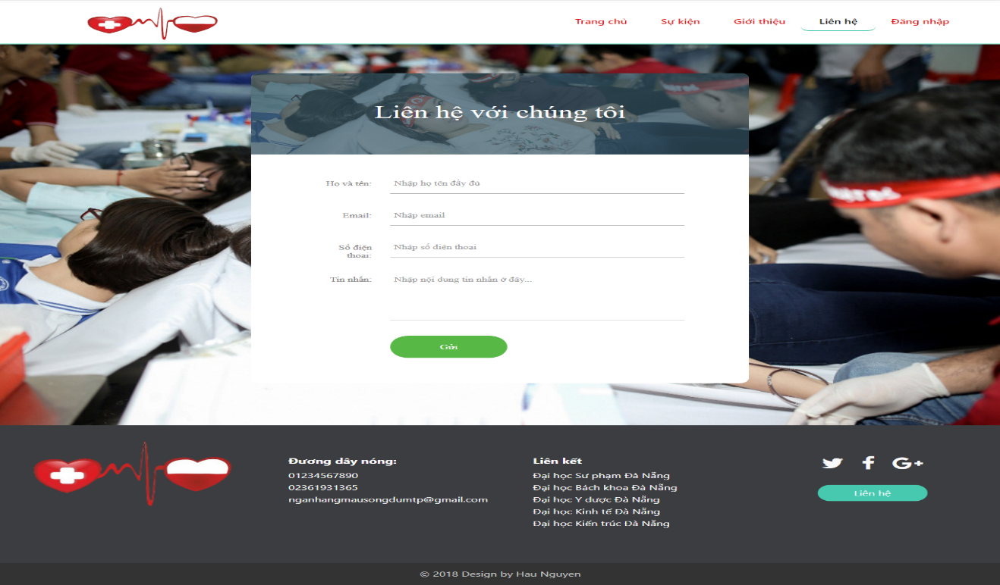 Trang chủ Sự kiện Giới thiệu Liên hệ Đăng nhập
Liên hệ với chúng tôi
Họ và tên: Nhập họ tên đầy đủ
Email: Nhập email
Số điện thoại: Nhập số điện thoại
Tin nhắn: Nhập nội dung tin nhắn ở đây...
Gửi
Đương dây nóng:
01234567890
02361931365
nganhangmausongdumtp@gmail.com
Liên kết
Đại học Sư phạm Đà Nẵng
Đại học Bách khoa Đà Nẵng
Đại học Y dược Đà Nẵng
Đại học Kinh tế Đà Nẵng
Đại học Kiến trúc Đà Nẵng
Liên hệ
© 2018 Design by Hau Nguyen